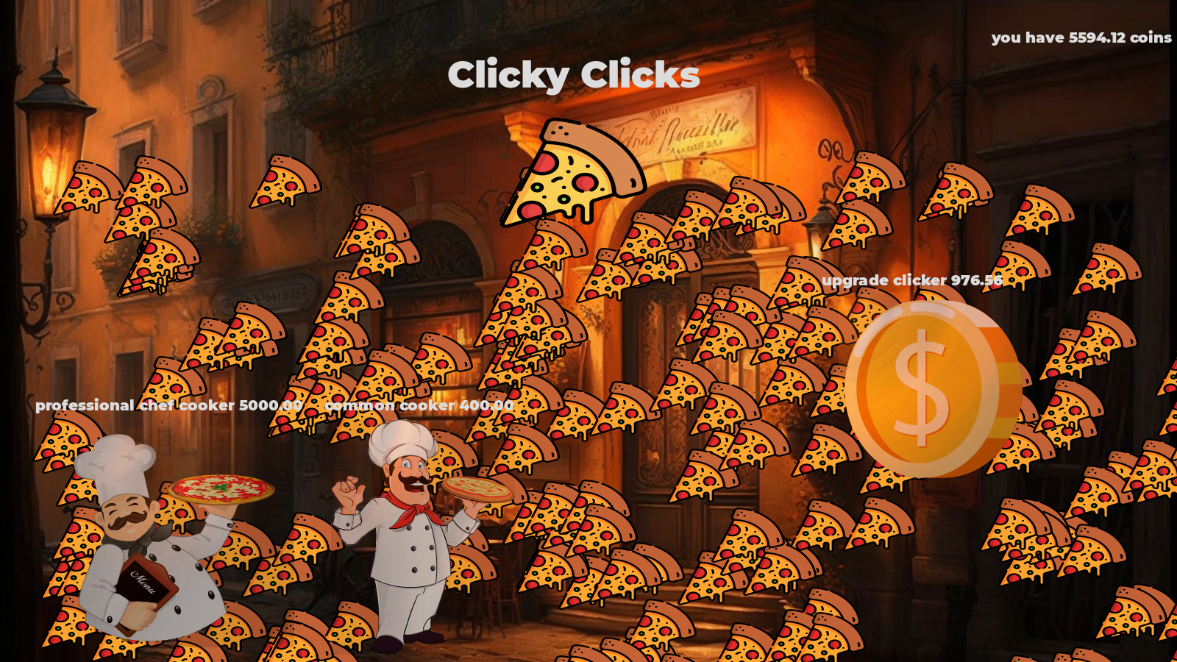 you have 5594.12 coins
Clicky Clicks
upgrade clicker 976.56
professional chef cooker 5000.00
common cooker 400.00
$
Menu